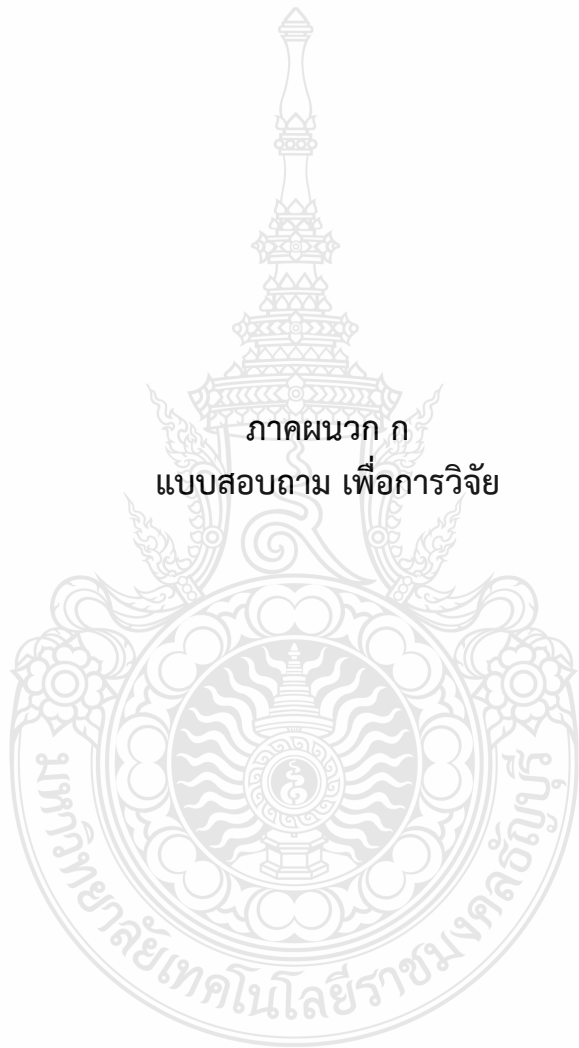 ภาคผนวก ก
แบบสอบถาม เพื่อการวิจัย
มหาวิทยาลัยเทคโนโลยีราชมงคลธัญบุรี